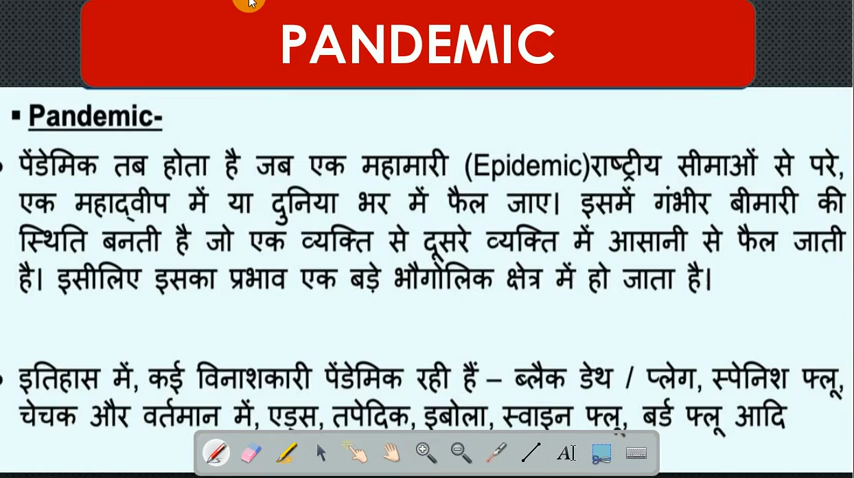 PANDEMIC
▪ Pandemic-
पेंडेमिक तब होता है जब एक महामारी (Epidemic)राष्ट्रीय सीमाओं से परे,
एक महाद्वीप में या दुनिया भर में फैल जाए। इसमें गंभीर बीमारी की
स्थिति बनती है जो एक व्यक्ति से दूसरे व्यक्ति में आसानी से फैल जाती
है। इसीलिए इसका प्रभाव एक बड़े भौगोलिक क्षेत्र में हो जाता है।
इतिहास में, कई विनाशकारी पेंडेमिक रही हैं – ब्लैक डेथ / प्लेग, स्पेनिश फ्लू,
चेचक और वर्तमान में, एड्स, तपेदिक, इबोला, स्वाइन फ्लू, बर्ड फ्लू आदि